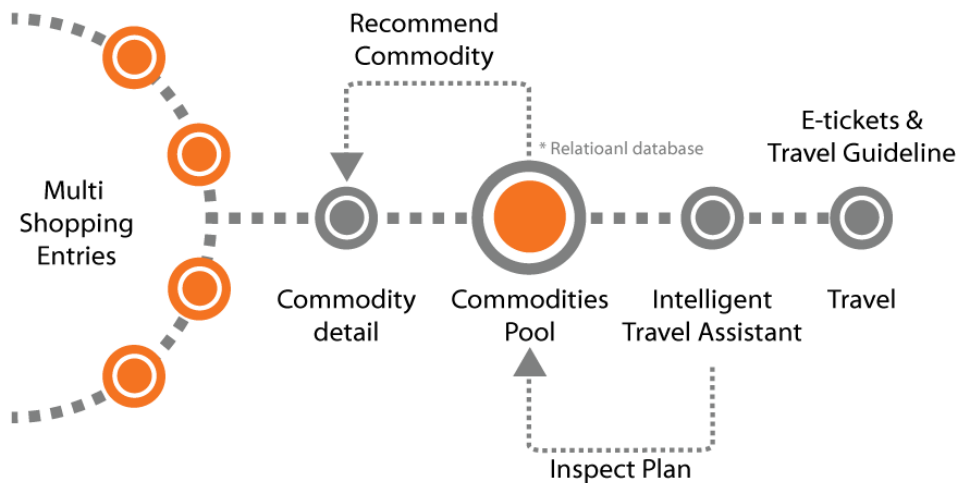 Recommend
Commodity
* Relatioanl database
E-tickets &
Travel Guideline
Multi
Shopping
Entries
Commodity
detail
Commodities
Pool
Intelligent
Travel Assistant
Travel
Inspect Plan